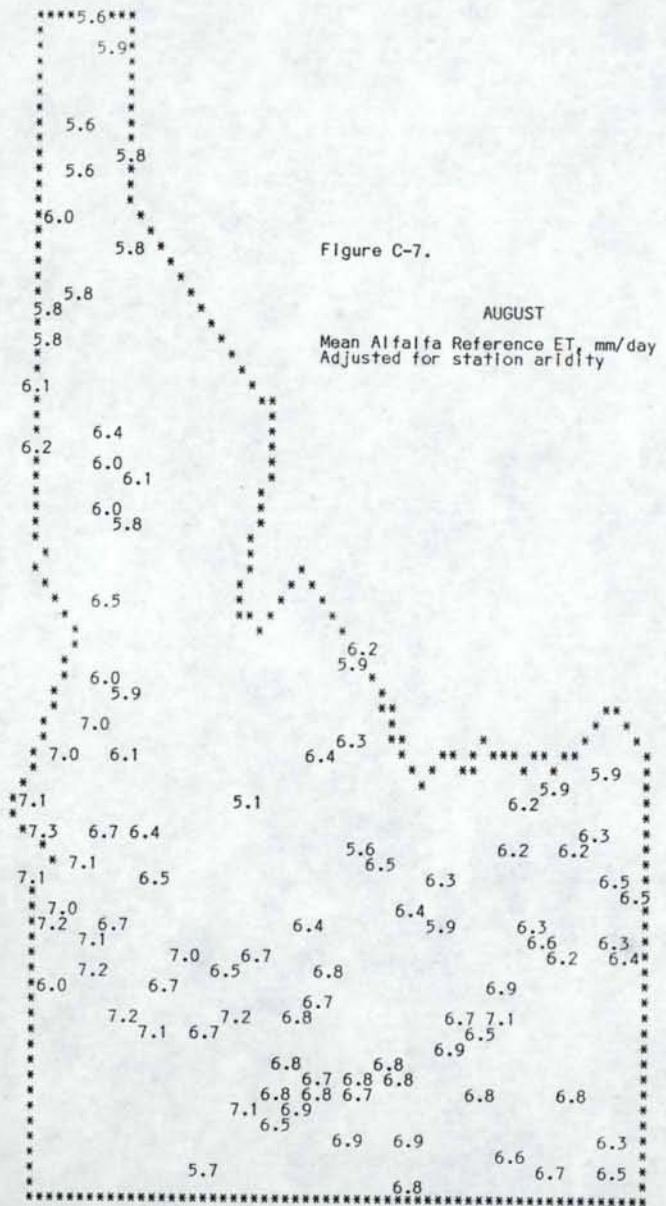 5.6
5.9
5.6
5.8
5.6
6.0
5.8
Figure C-7.
5.8
5.8
AUGUST
5.8
Mean Alfalfa Reference ET, mm/day
Adjusted for station aridity
6.1
6.4
6.2
6.0
6.1
6.0
5.8
6.5
6.2
5.9
6.0
5.9
7.0
6.3
7.0 6.1 6.4
5.9
5.9
7.1 5.1 6.2
7.3 6.7 6.4 6.3
5.6 6.2 6.2
7.1 6.5
7.1 6.5 6.3 6.5
6.5
7.0 6.4
7.2 6.7 6.4 5.9 6.3
7.1 6.6 6.3
7.0 6.7 6.2 6.4
7.2 6.5 6.8
6.0 6.7 6.9
6.7
7.2 7.2 6.8 6.7 7.1
7.1 6.7 6.5
6.9
6.8 6.8
6.7 6.8 6.8
6.8 6.8 6.7 6.8 6.8
7.1 6.9
6.5
6.9 6.9 6.3
6.6
5.7 6.7 6.5
6.8